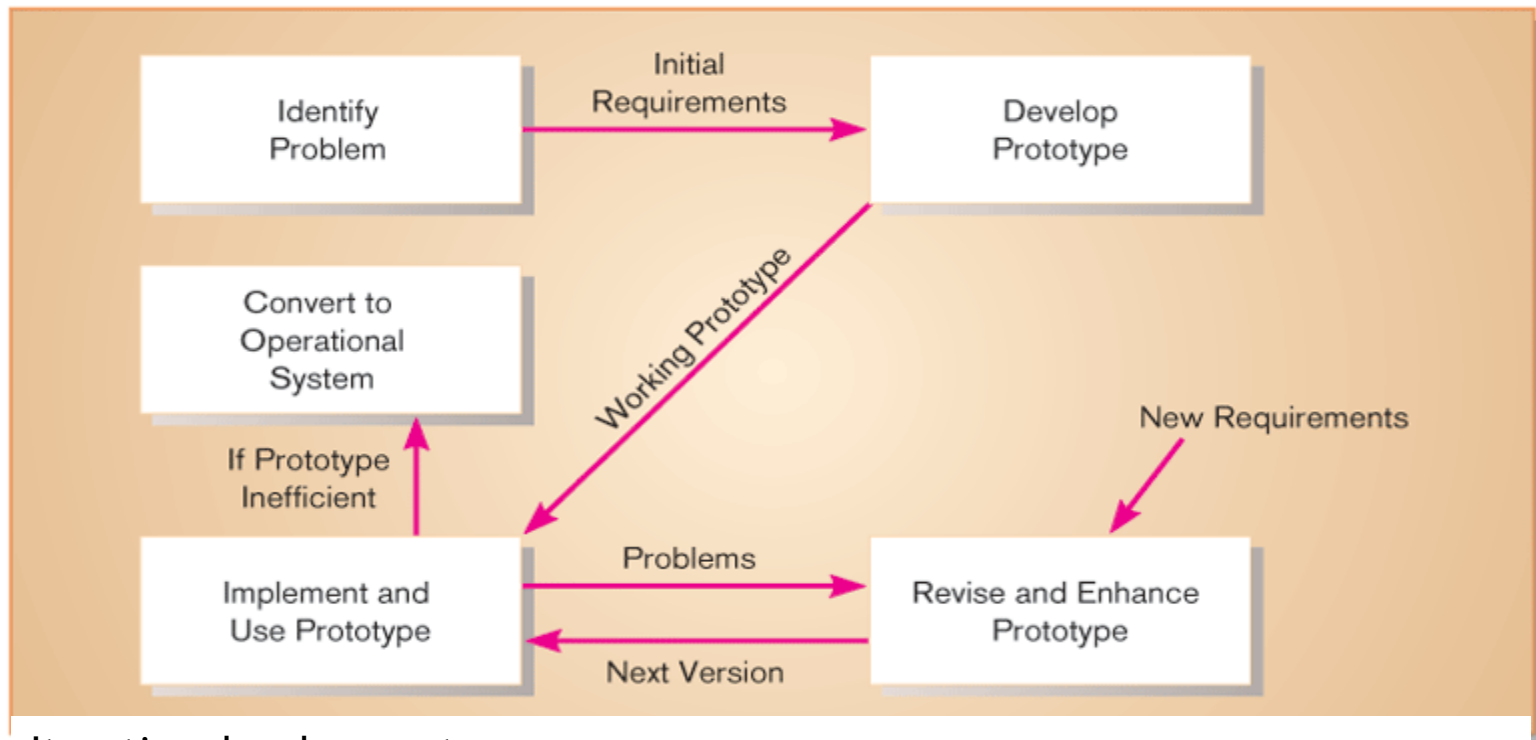 Identify
Problem
Initial
Requirements
Develop
Prototype
Working Prototype
Convert to
Operational
System
If Prototype
Inefficient
New Requirements
Implement and
Use Prototype
Problems
Next Version
Revise and Enhance
Prototype